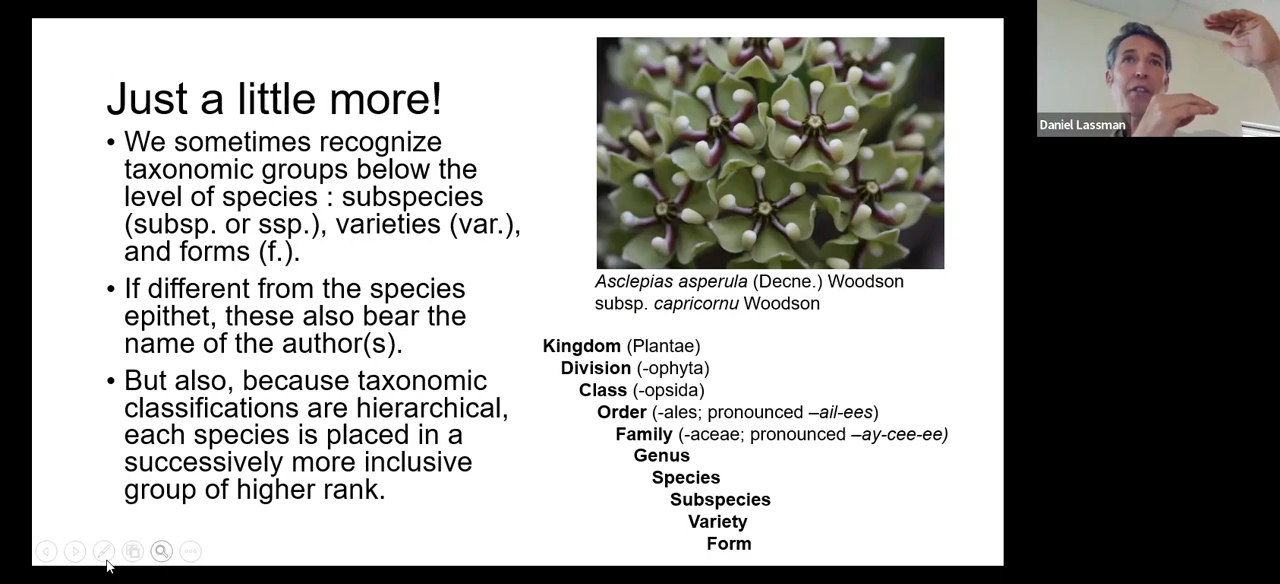 Just a little more!
• We sometimes recognize
taxonomic groups below the
level of species : subspecies
(subsp. or ssp.), varieties (var.),
and forms (f.).
• If different from the species
epithet, these also bear the
name of the author(s).
• But also, because taxonomic
classifications are hierarchical,
each species is placed in a
successively more inclusive
group of higher rank.
Asclepias asperula (Decne.) Woodson
subsp. capricornu Woodson
Kingdom (Plantae)
Division (-ophyta)
Class (-opsida)
Order (-ales; pronounced –ail-ees)
Family (-aceae; pronounced –ay-cee-ee)
Genus
Species
Subspecies
Variety
Form
Daniel Lassman